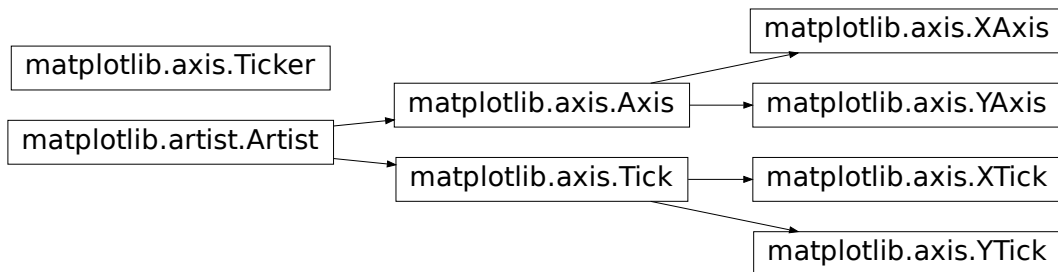 matplotlib.axis.Ticker
matplotlib.artist.Artist
matplotlib.axis.Axis
matplotlib.axis.Tick
matplotlib.axis.XAxis
matplotlib.axis.YAxis
matplotlib.axis.XTick
matplotlib.axis.YTick